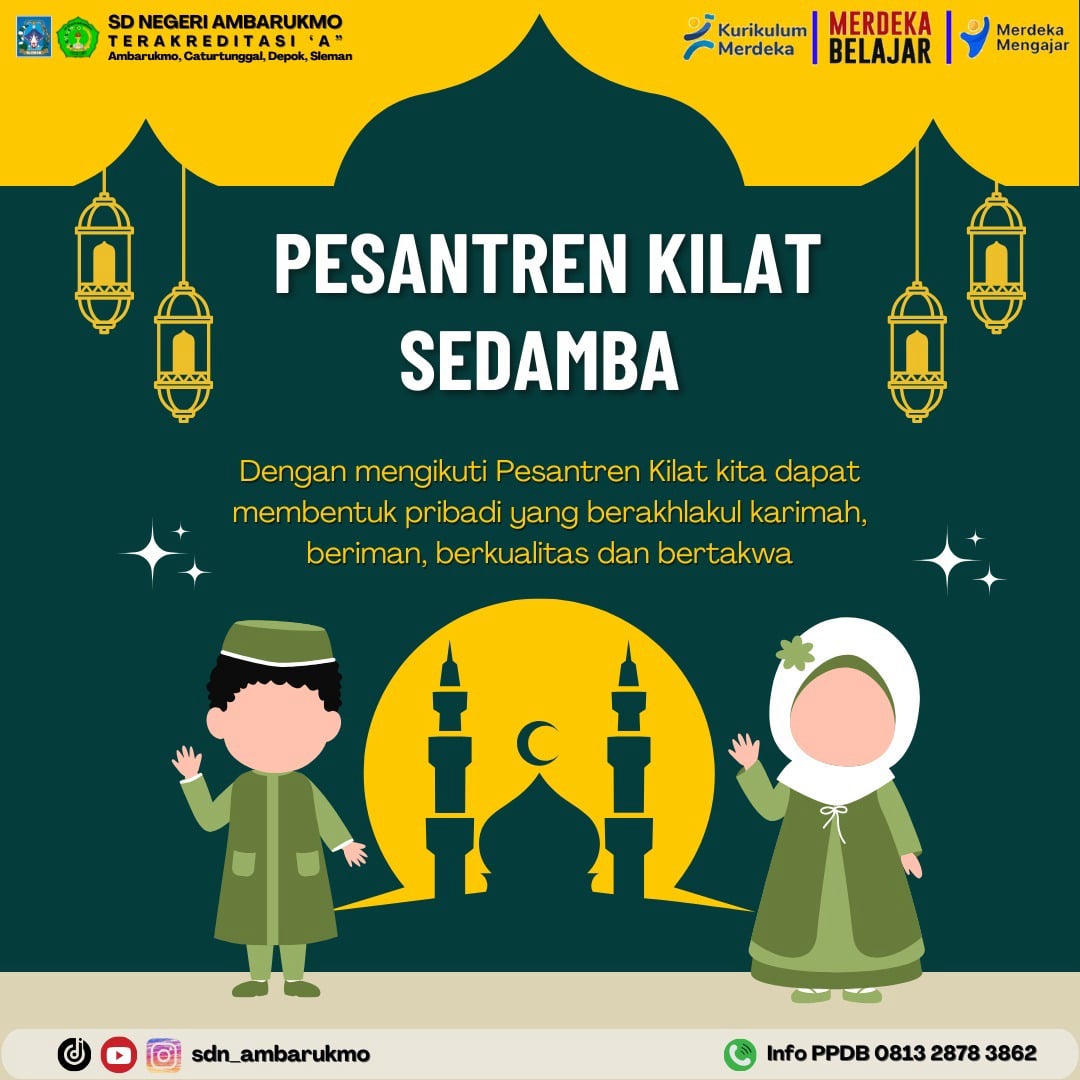 SD NEGERI AMBARUKMO
TERAKREDITASI ‘A”
Ambarukmo, Caturtunggal, Depok, Sleman
Kurikulum
Merdeka
MERDEKA
BELAJAR
Merdeka
Mengajar
PESANTREN KILAT
SEDAMBA
Dengan mengikuti Pesantren Kilat kita dapat
membentuk pribadi yang berakhlakul karimah,
beriman, berkualitas dan bertakwa
sdn_ambarukmo
Info PPDB 0813 2878 3862